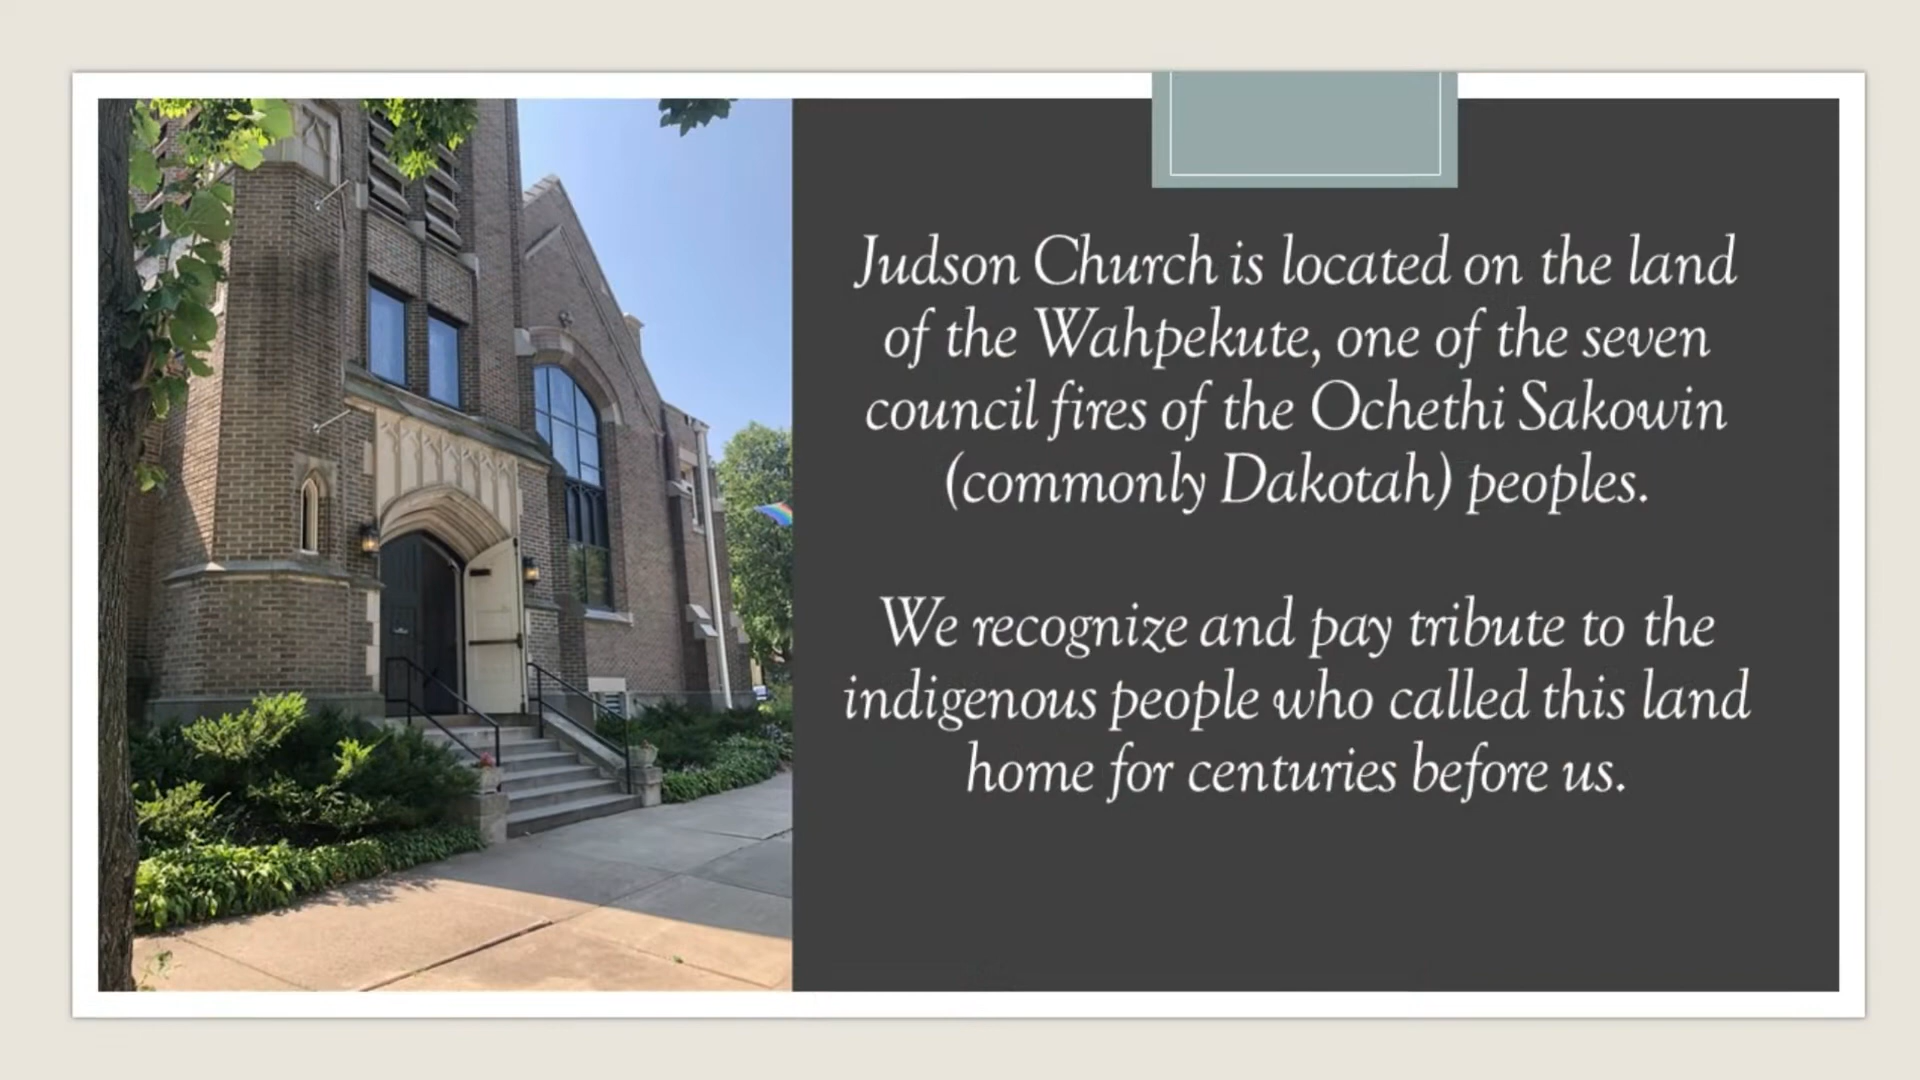 Judson Church is located on the land
of the Wahpekute, one of the seven
council fires of the Ochethi Sakowin
(commonly Dakotah) peoples.
We recognize and pay tribute to the
indigenous people who called this land
home for centuries before us.